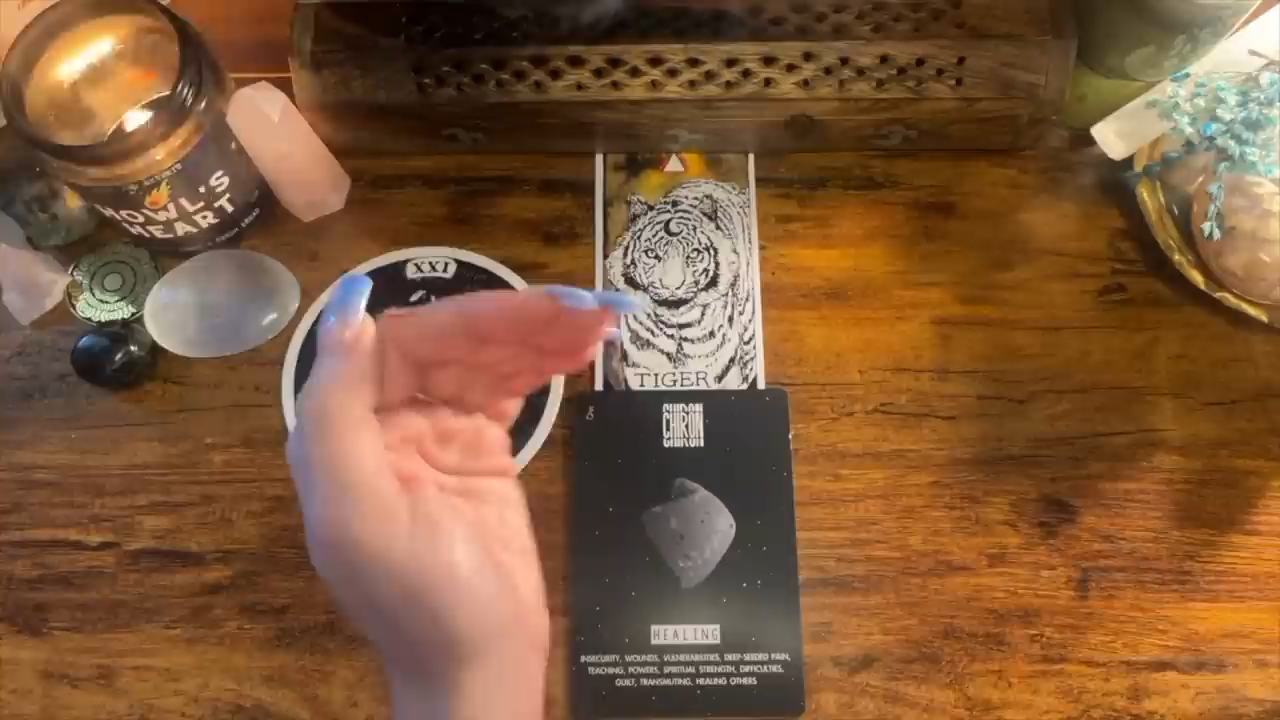 HOWL'S
HEART
XXI
TIGER
CHIRON
HEALING
INSECURITY, WOUNDS, VULNERABILITIES, DEEP-SEEDED PAIN,
TEACHING, POWERS, SPIRITUAL STRENGTH, DIFFICULTIES,
GUILT, TRANSMUTING, HEALING OTHERS